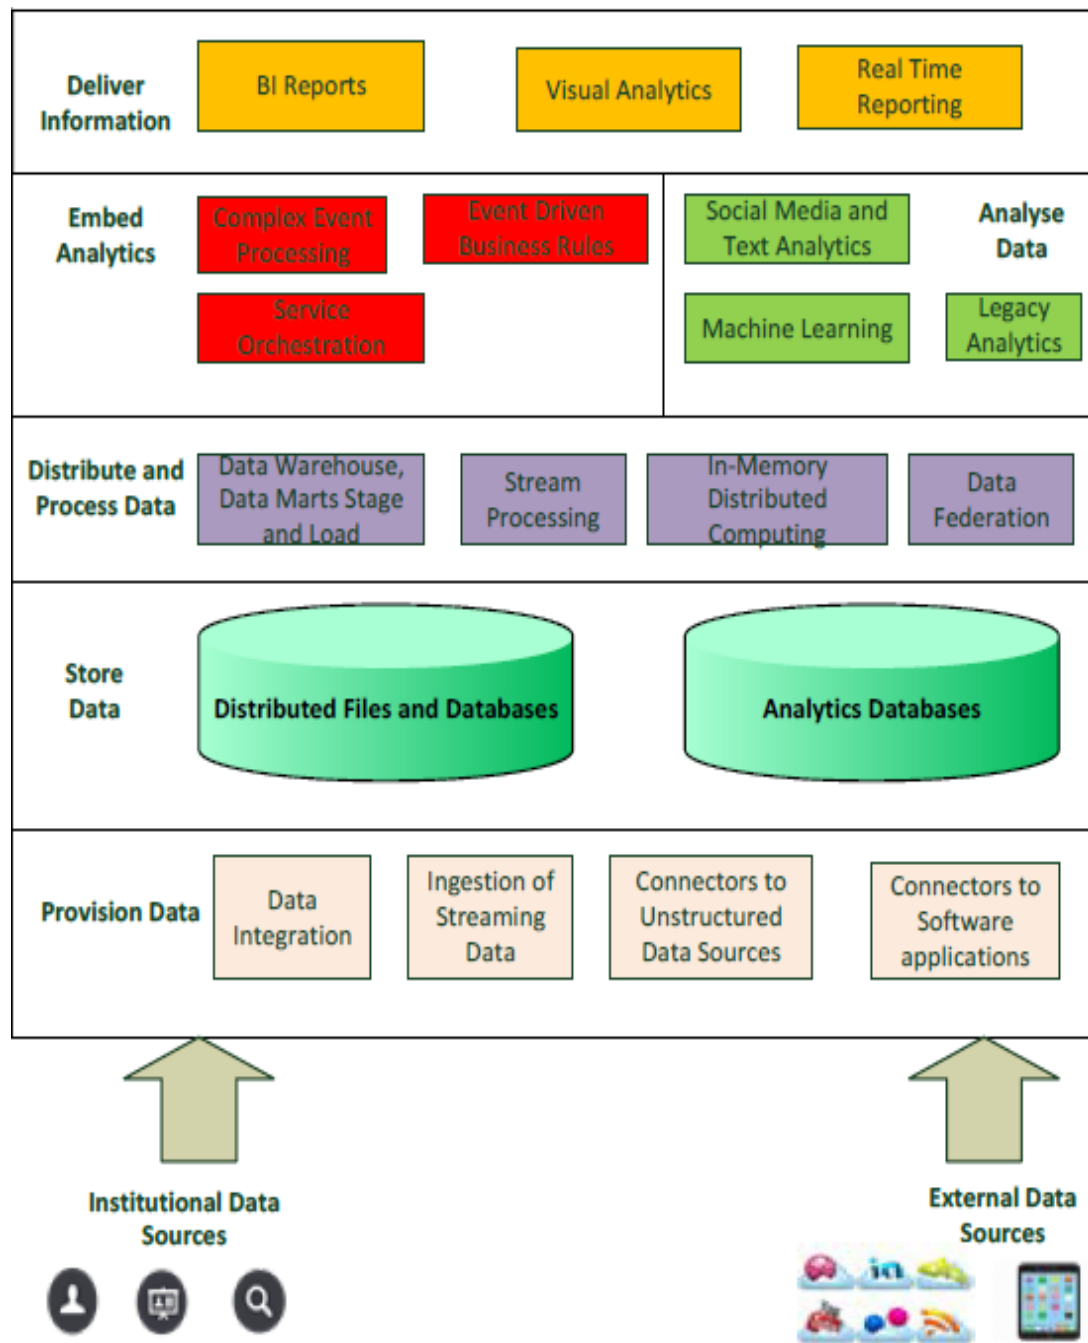 Deliver
Information
BI Reports
Visual Analytics
Real Time
Reporting
Embed
Analytics
Complex Event
Processing
Event Driven
Business Rules
Service
Orchestration
Social Media and
Text Analytics
Analyse
Data
Machine Learning
Legacy
Analytics
Distribute and
Process Data
Data Warehouse,
Data Marts Stage
and Load
Stream
Processing
In-Memory
Distributed
Computing
Data
Federation
Store
Data
Distributed Files and Databases
Analytics Databases
Provision Data
Data
Integration
Ingestion of
Streaming
Data
Connectors to
Unstructured
Data Sources
Connectors to
Software
applications
Institutional Data
Sources
External Data
Sources
in